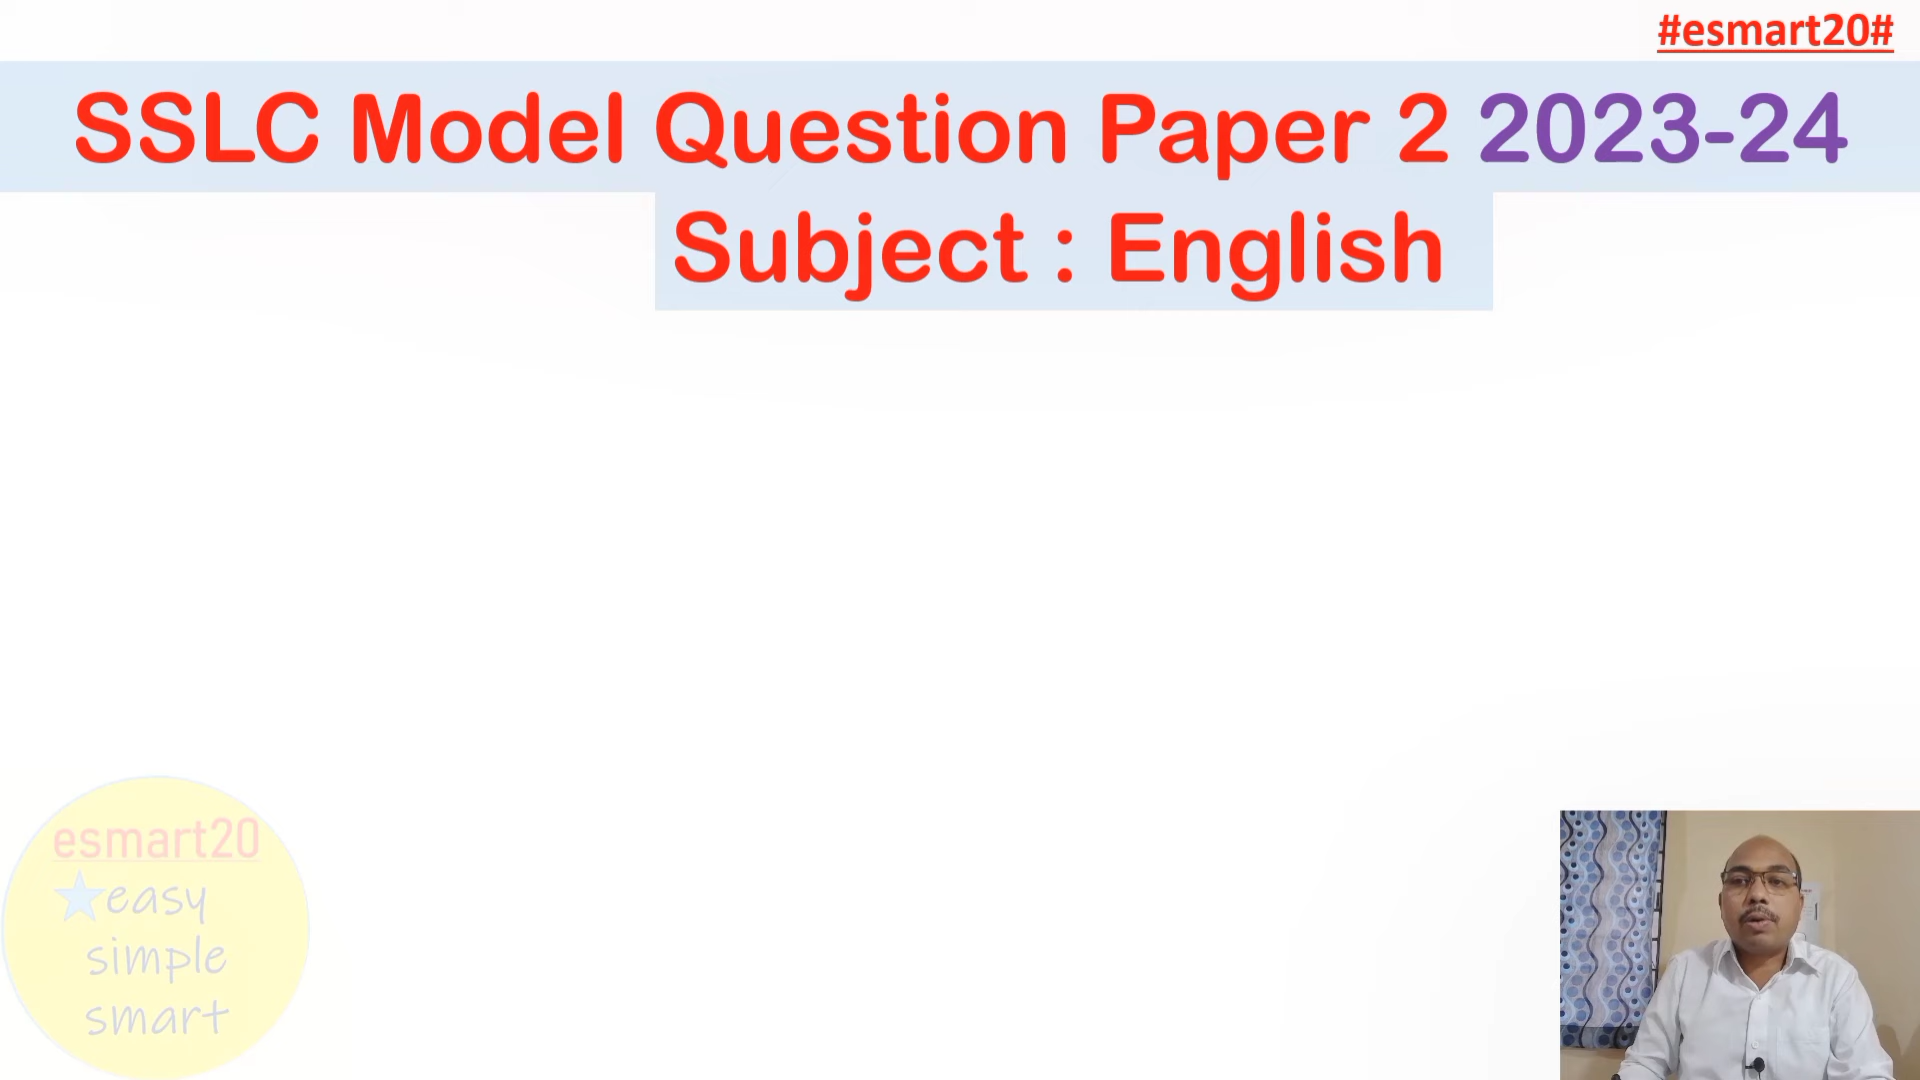 #esmart20#
SSLC Model Question Paper 2 2023-24
Subject : English
esmart20
easy
simple
smart